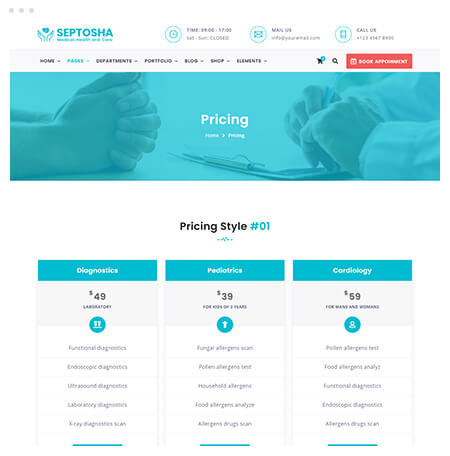 SEPTOSHA
Medical, Health and Care
TIME: 09:00 - 17:00
Sat - Sun: CLOSED
MAIL US
info@youremail.com
CALL US
+123 4567 8900
HOME PAGES DEPARTMENTS PORTFOLIO BLOG SHOP ELEMENTS
BOOK APPOINMENT
Pricing
Home > Pricing
Pricing Style #01
Diagnostics
$49
LABORATORY
Functional diagnostics
Endoscopic diagnostics
Ultrasound diagnostics
Laboratory diagnostics
X-ray diagnostics scan
Pediatrics
$39
FOR KIDS OF 3 YEARS
Fungal allergens scan
Pollen allergens test
Household allergens
Food allergens analyze
Allergens drugs scan
Cardiology
$59
FOR MANS AND WOMANS
Pollen allergens test
Food allergens analyz
Functional diagnostics
Endoscopic diagnostics
Allergens drugs scan